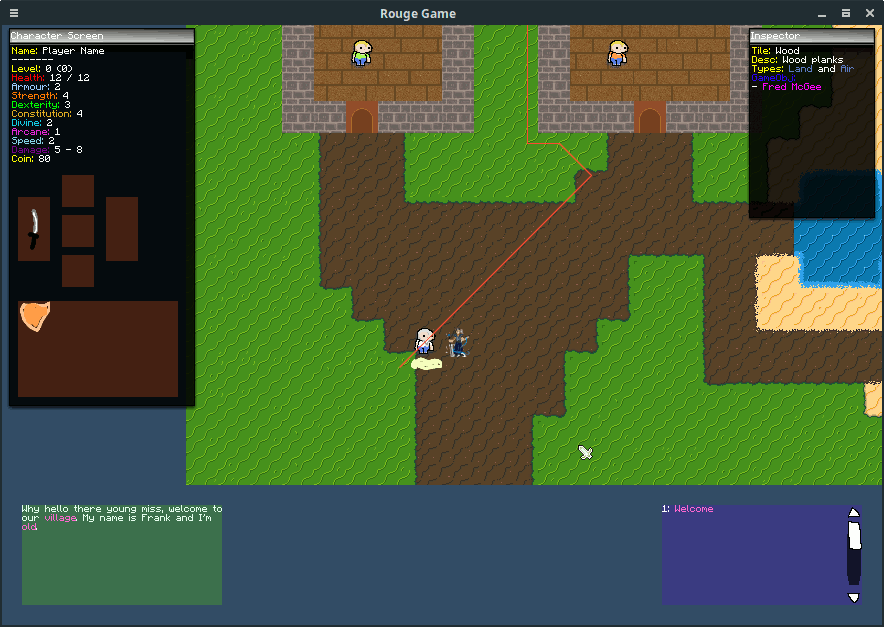 Rouge Game
Character Screen
Name: Player Name
-------
Level: 0 (0)
Health: 12 / 12
Armour: 2
Strength: 4
Dexterity: 3
Constitution: 4
Divine: 2
Arcane: 1
Speed: 2
Damage: 5 - 8
Coin: 80
Inspector
Tile: Wood
Desc: Wood planks
Types: Land and Air
- Fred McGee
Why hello there young miss, welcome to
our village. My name is Frank and I'm
old.
1: Welcome